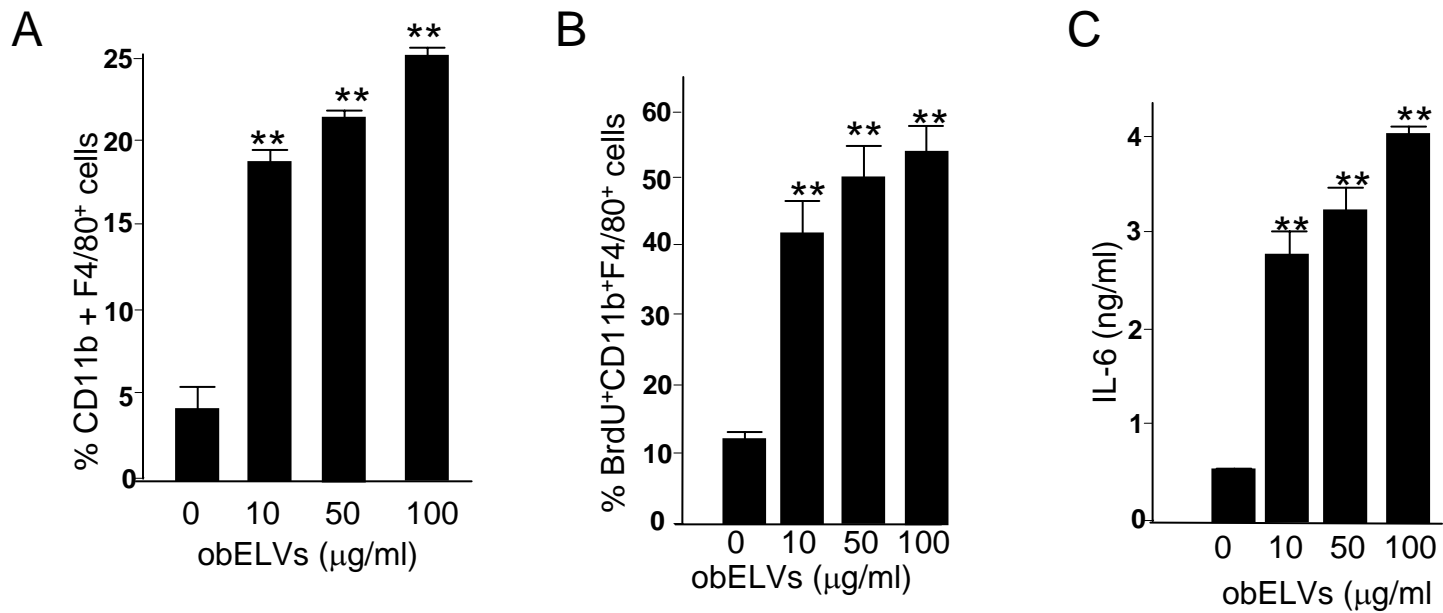 A
% CD11b + F4/80⁺ cells
25
20
15
10
5
0
**
**
**
0 10 50 100
obELVs (μg/ml)
B
% BrdU⁺CD11b⁺F4/80⁺ cells
60
50
40
30
20
10
0
**
**
**
0 10 50 100
obELVs (μg/ml)
C
IL-6 (ng/ml)
4
3
2
1
0
**
**
**
0 10 50 100
obELVs (μg/ml